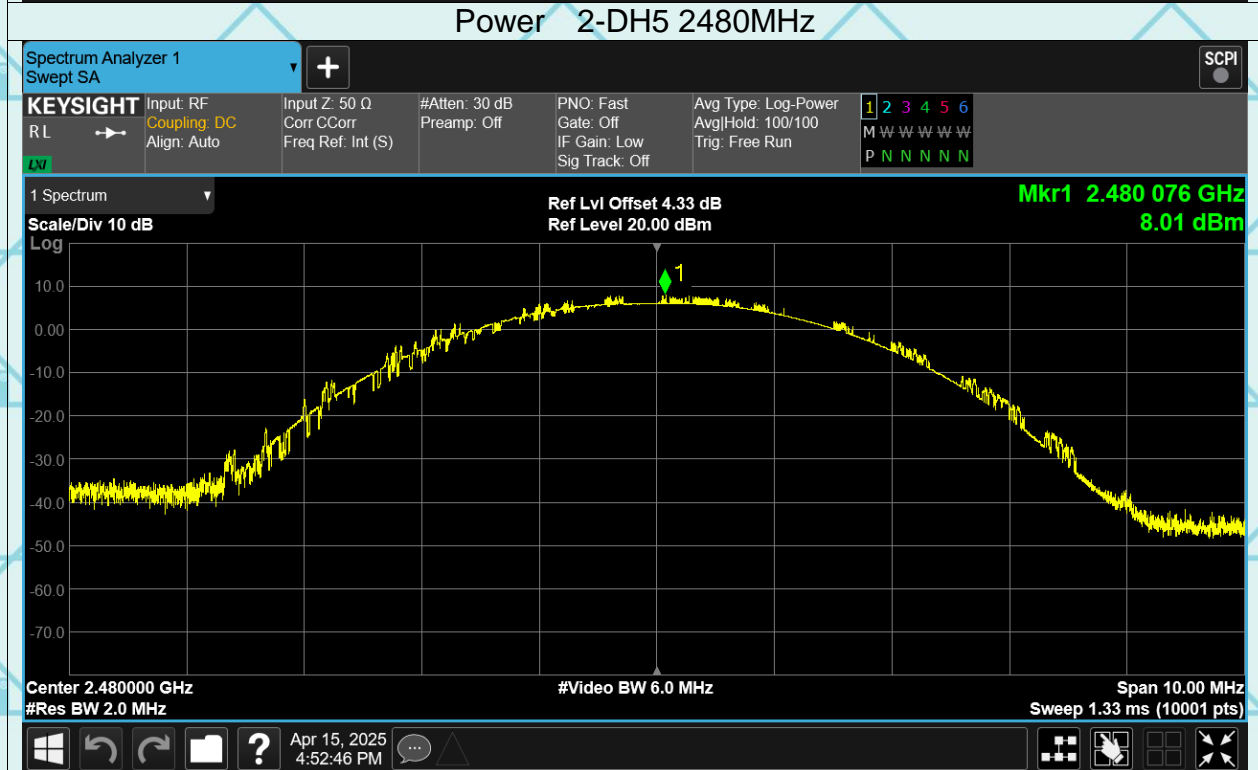 Power 2-DH5 2480MHz
Spectrum Analyzer 1
Swept SA
SCPI
KEYSIGHT
R L
LXI
Input: RF
Coupling: DC
Align: Auto
Input Z: 50 Ω
Corr CCorr
Freq Ref: Int (S)
#Atten: 30 dB
Preamp: Off
PNO: Fast
Gate: Off
IF Gain: Low
Sig Track: Off
Avg Type: Log-Power
Avg|Hold: 100/100
Trig: Free Run
1 2 3 4 5 6
M W W W W W
P N N N N N
1 Spectrum
Scale/Div 10 dB
Log
Ref Lvl Offset 4.33 dB
Ref Level 20.00 dBm
Mkr1 2.480 076 GHz
8.01 dBm
1
10.0
0.00
-10.0
-20.0
-30.0
-40.0
-50.0
-60.0
-70.0
Center 2.480000 GHz
#Res BW 2.0 MHz
#Video BW 6.0 MHz
Span 10.00 MHz
Sweep 1.33 ms (10001 pts)
?
Apr 15, 2025
4:52:46 PM